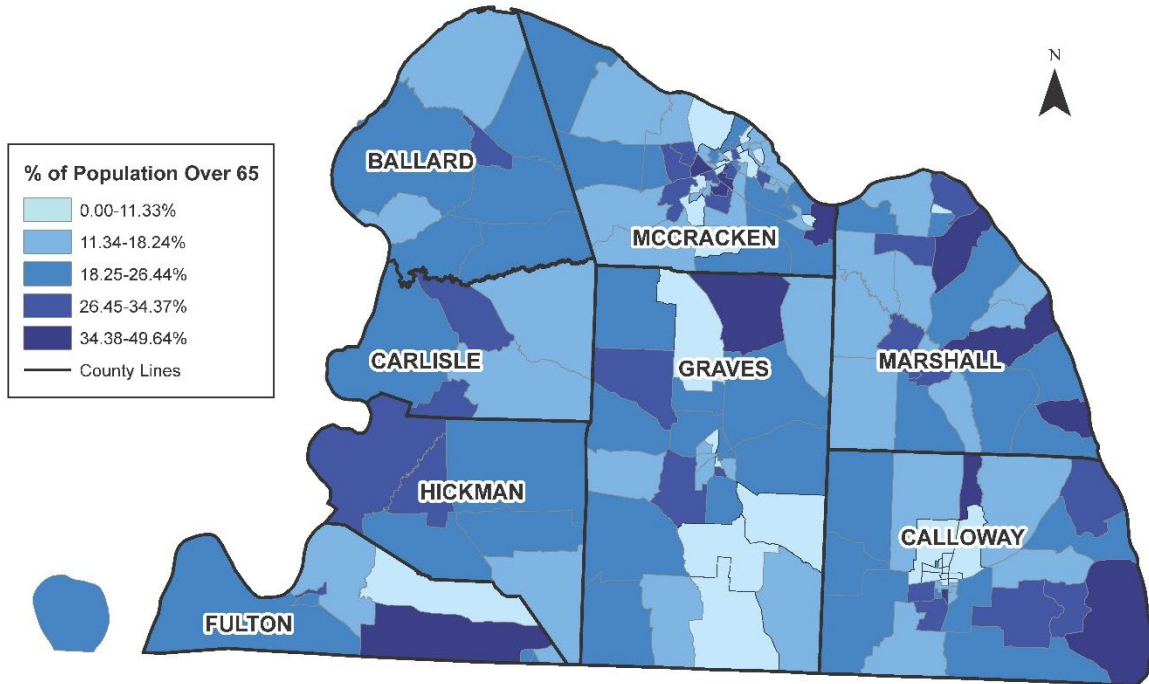 N
% of Population Over 65
0.00-11.33%
11.34-18.24%
18.25-26.44%
26.45-34.37%
34.38-49.64%
County Lines
BALLARD
MCCRACKEN
CARLISLE
GRAVES
MARSHALL
HICKMAN
CALLOWAY
FULTON